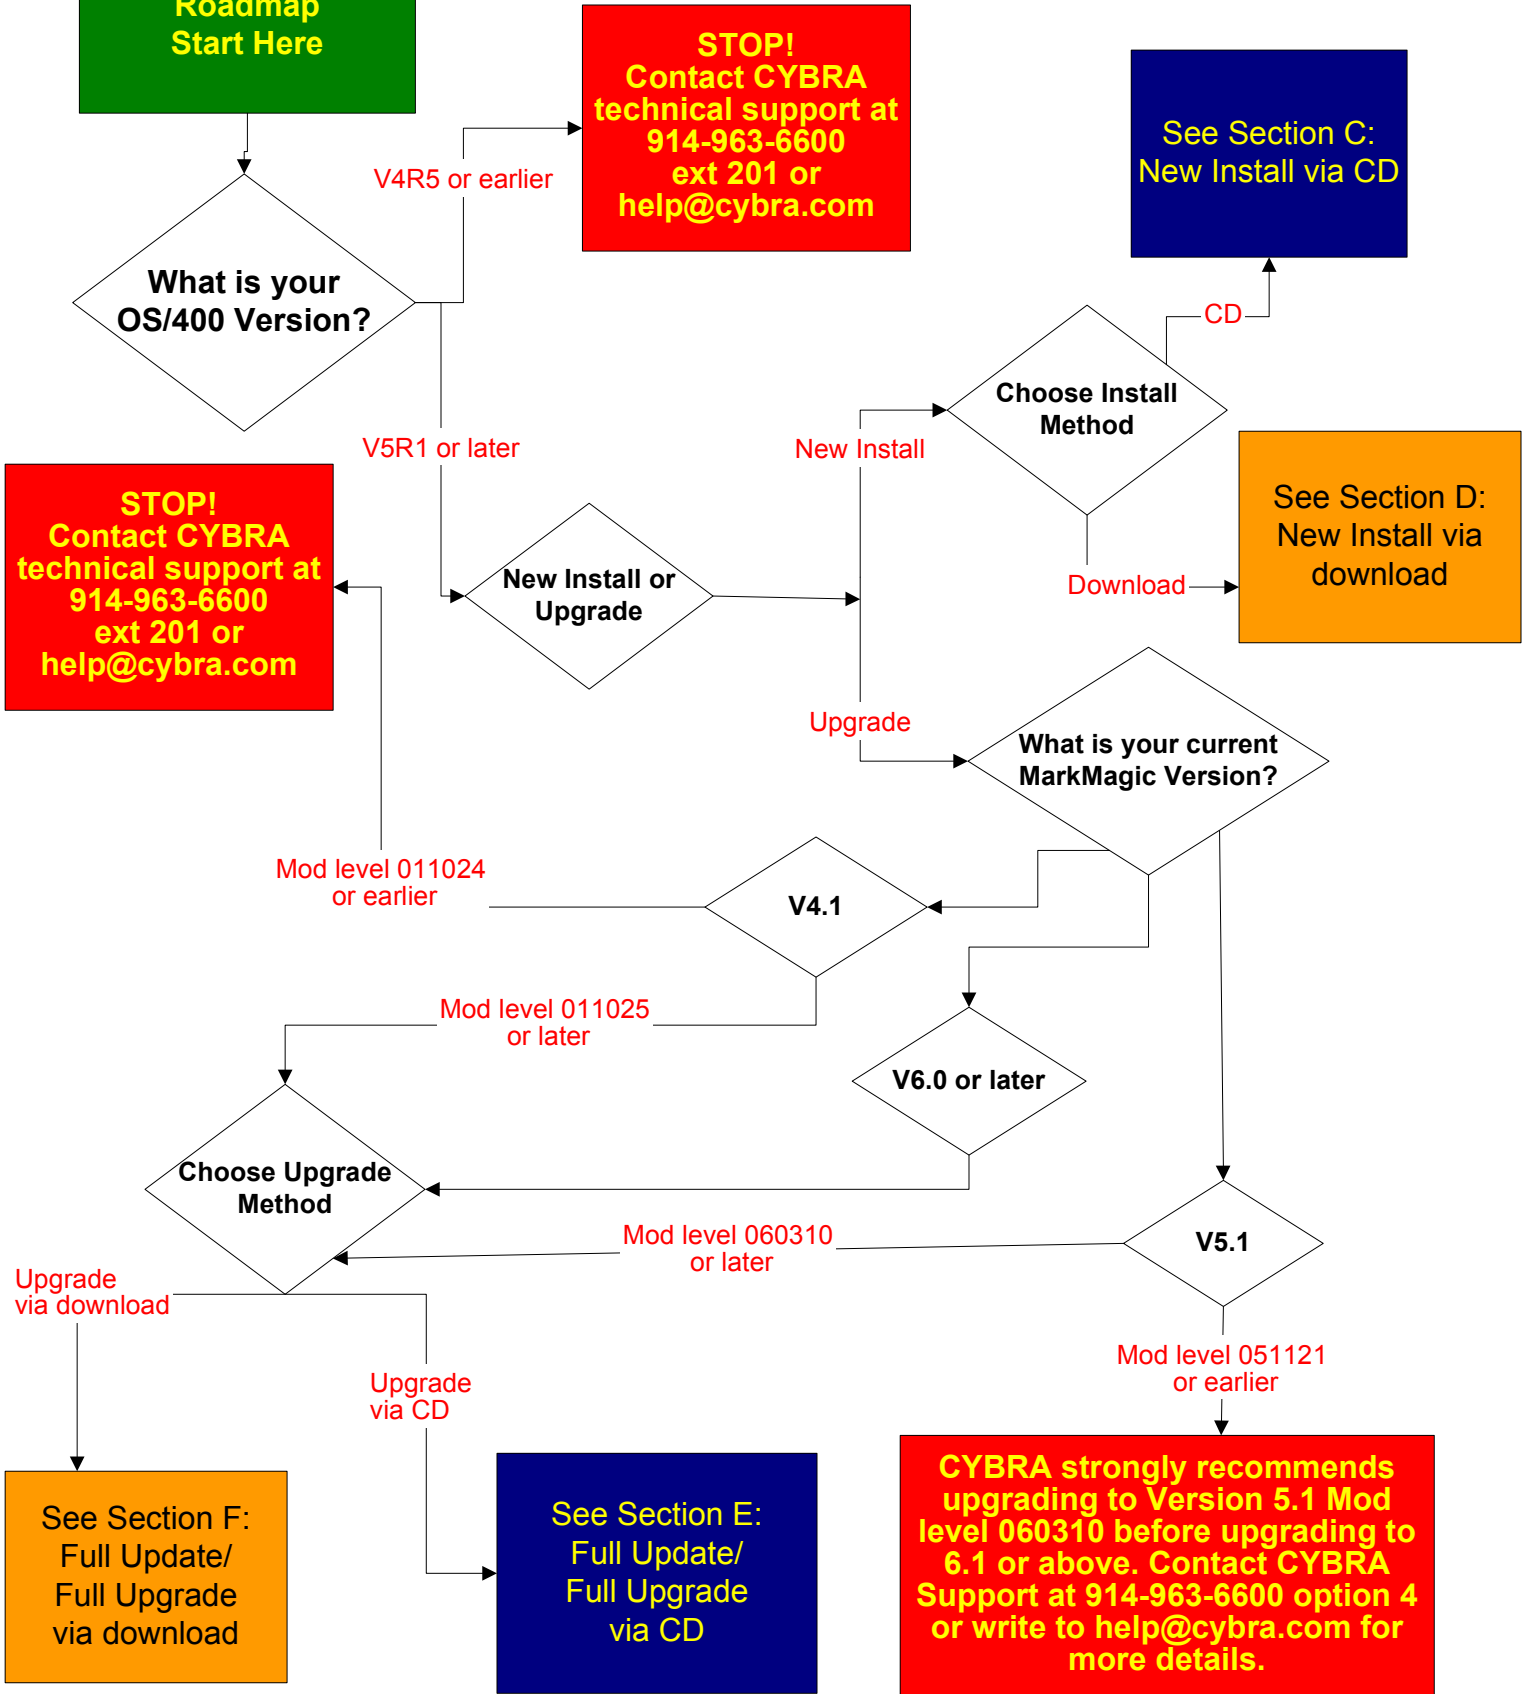 Roadmap
Start Here
STOP!
Contact CYBRA
technical support at
914-963-6600
ext 201 or
help@cybra.com
See Section C:
New Install via CD
V4R5 or earlier
What is your
OS/400 Version?
CD
Choose Install
Method
V5R1 or later
New Install
STOP!
Contact CYBRA
technical support at
914-963-6600
ext 201 or
help@cybra.com
See Section D:
New Install via
download
New Install or
Upgrade
Download
Upgrade
What is your current
MarkMagic Version?
Mod level 011024
or earlier
V4.1
Mod level 011025
or later
V6.0 or later
Choose Upgrade
Method
Mod level 060310
or later
V5.1
Upgrade
via download
Mod level 051121
or earlier
Upgrade
via CD
See Section F:
Full Update/
Full Upgrade
via download
See Section E:
Full Update/
Full Upgrade
via CD
CYBRA strongly recommends
upgrading to Version 5.1 Mod
level 060310 before upgrading to
6.1 or above. Contact CYBRA
Support at 914-963-6600 option 4
or write to help@cybra.com for
more details.